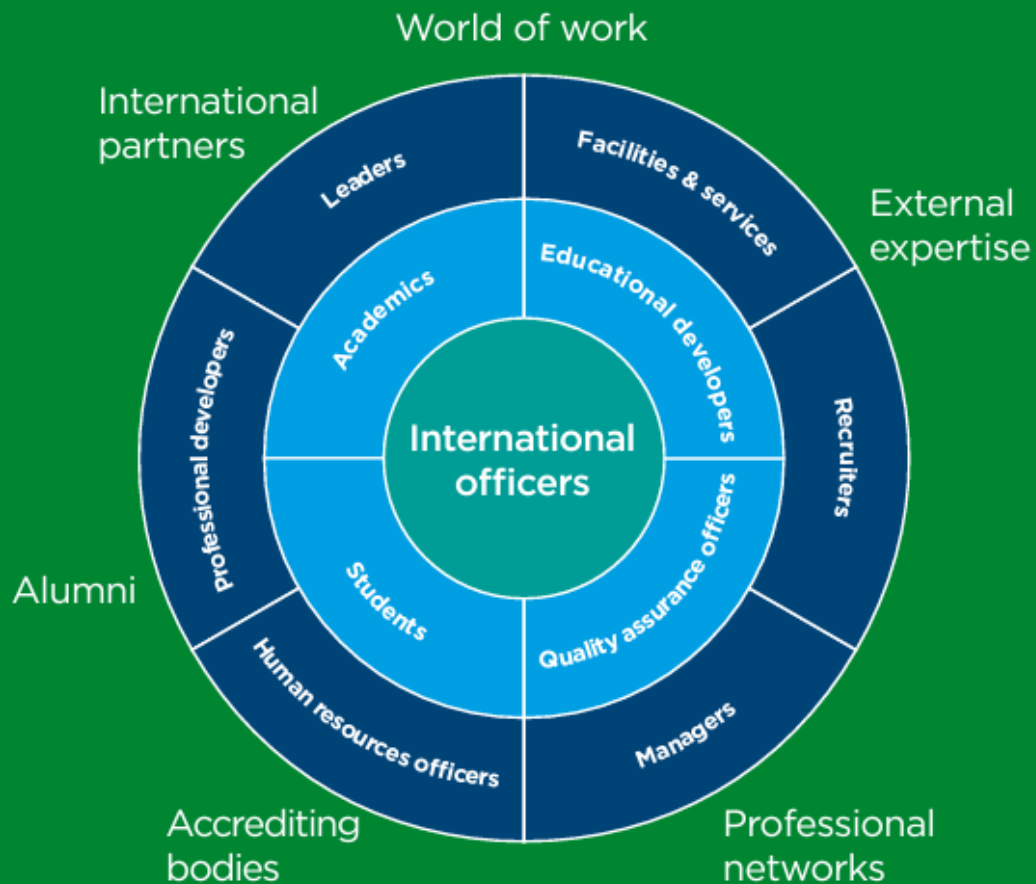 World of work
International
partners
External
expertise
Alumni
Accrediting
bodies
Professional
networks
Leaders
Facilities & services
Recruiters
Managers
Human resources officers
Professional developers
Academics
Educational developers
Quality assurance officers
Students
International
officers